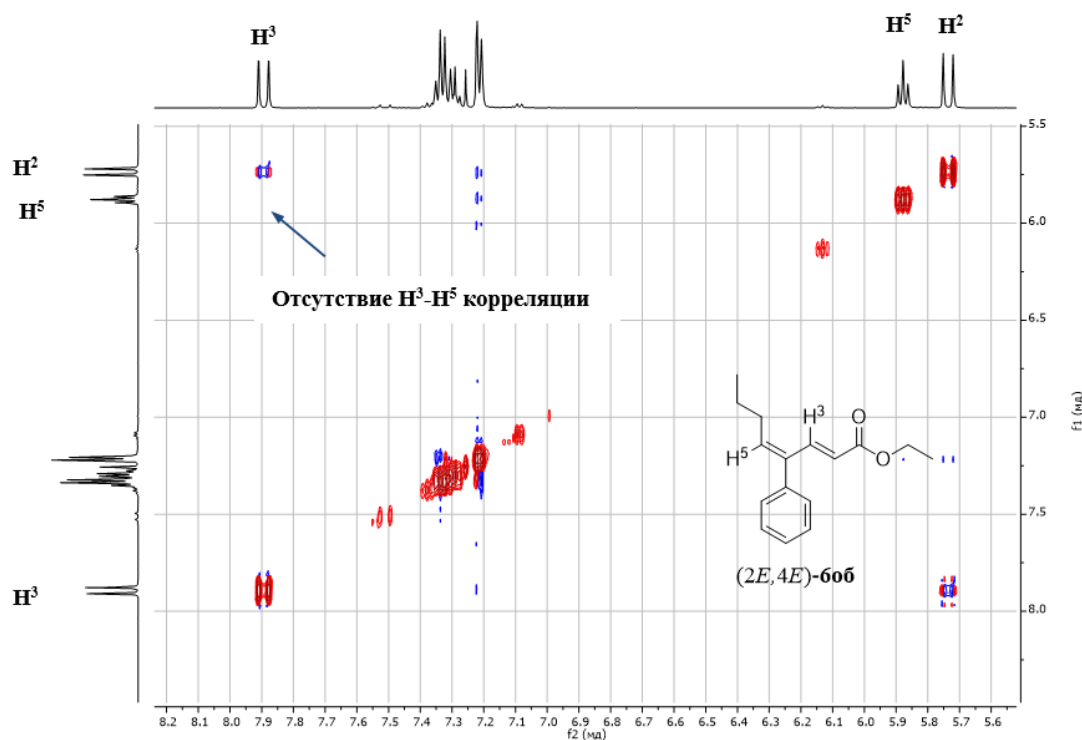 H³
H⁵
H²
H²
H⁵
H³
Отсутствие H³-H⁵ корреляции
H³
O
H⁵
O
(2E,4E)-6об
5.5
6.0
6.5
7.0
7.5
8.0
f1 (мд)
8.2 8.1 8.0 7.9 7.8 7.7 7.6 7.5 7.4 7.3 7.2 7.1 7.0 6.9 6.8 6.7 6.6 6.5 6.4 6.3 6.2 6.1 6.0 5.9 5.8 5.7 5.6
f2 (мд)